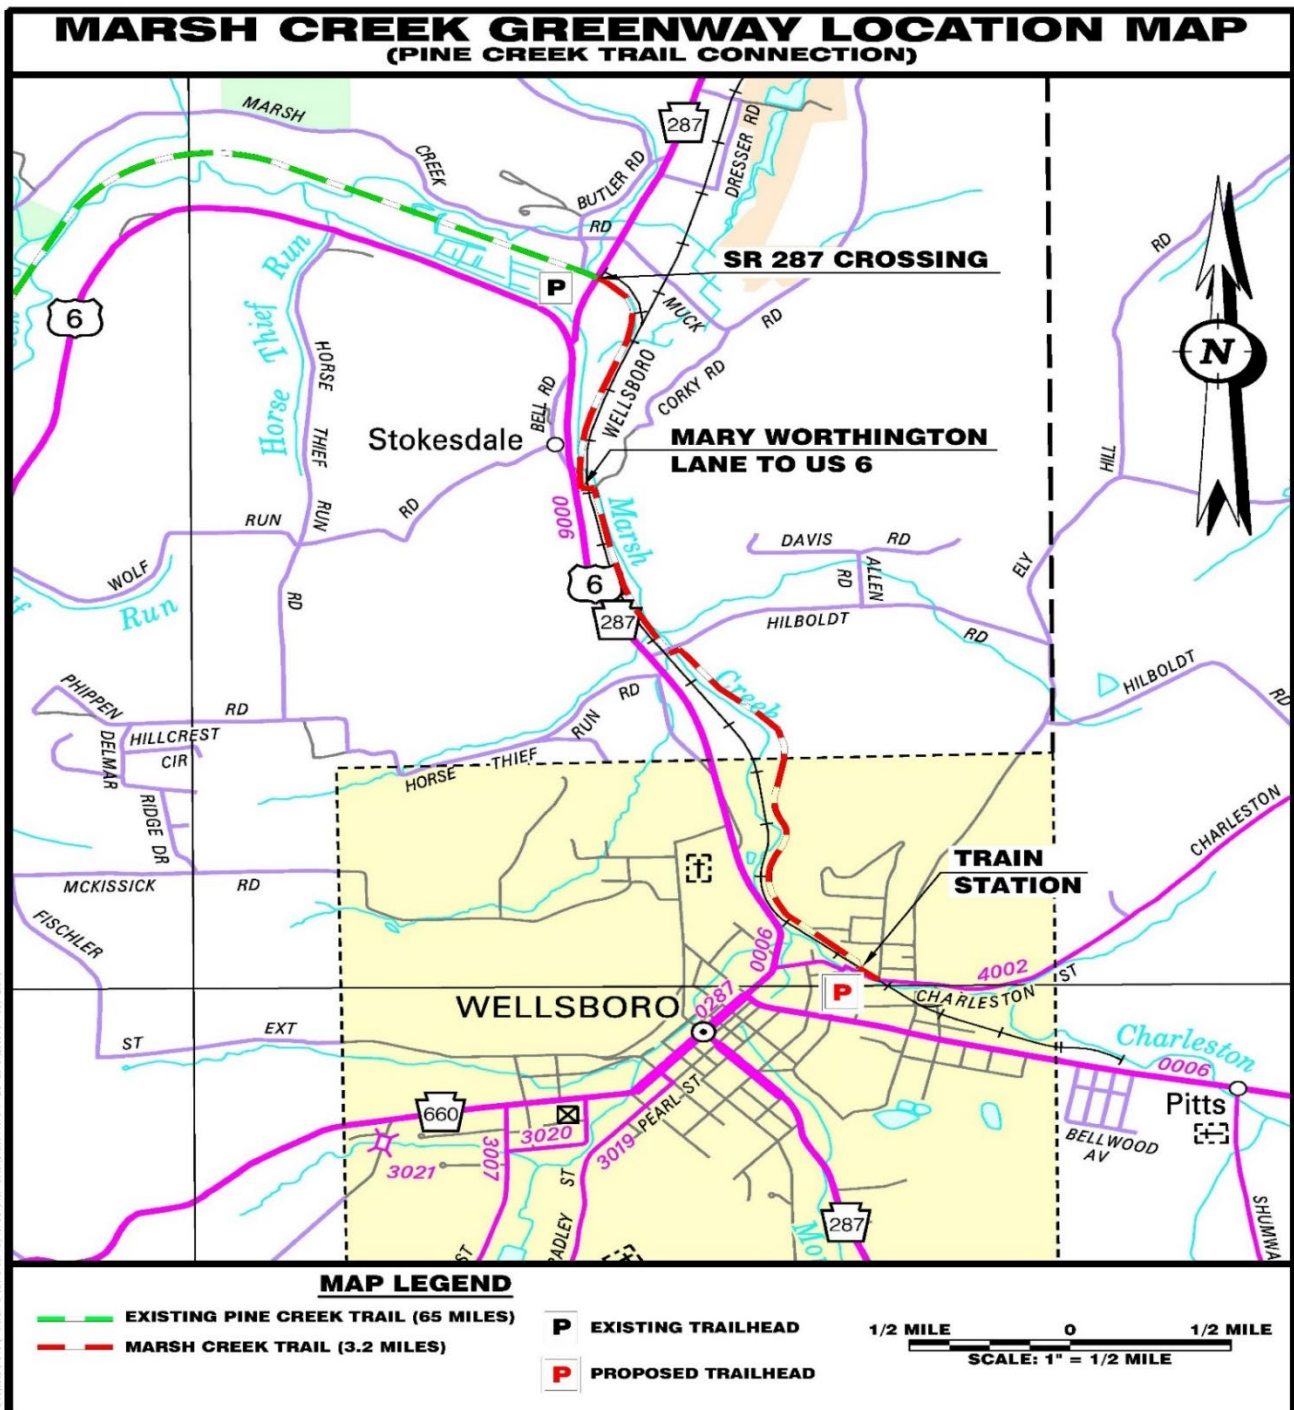 MARSH CREEK GREENWAY LOCATION MAP
(PINE CREEK TRAIL CONNECTION)
MARSH
CREEK
RD
287
BUTLER RD
DRESSER RD
RD
SR 287 CROSSING
P
MUCK
RD
6
Horse Thief Run
HORSE
THIEF
RUN
RD
BELL RD
WELLSBORO
CORKY RD
Stokesdale
MARY WORTHINGTON
LANE TO US 6
HILL
ELY
0006
Marsh
RUN
RD
WOLF
Run
DAVIS
RD
RD
ALLEN
6
287
HILBOLDT
RD
HILBOLDT
RD
Creek
PHIPPEN
RD
DELMAR
HILLCREST
CIR
RIDGE DR
HORSE
THIEF
RUN
RD
MCKISSICK
RD
FISCHLER
TRAIN
STATION
CHARLESTON
0006
4002
ST
P
CHARLESTON
WELLSBORO
0287
ST
EXT
Charleston
0006
Pitts
660
3020
3007
3021
3019
PEARL ST
BELLWOOD
AV
ST
ST
287
SHUMWA
N
MAP LEGEND
EXISTING PINE CREEK TRAIL (65 MILES)
MARSH CREEK TRAIL (3.2 MILES)
P EXISTING TRAILHEAD
P PROPOSED TRAILHEAD
1/2 MILE 0 1/2 MILE
SCALE: 1" = 1/2 MILE